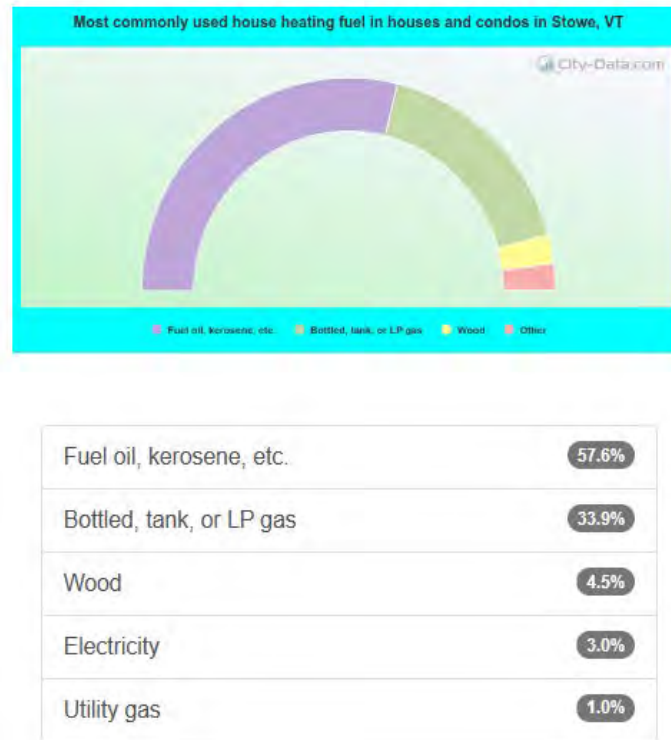 Most commonly used house heating fuel in houses and condos in Stowe, VT
City-Data.com
Fuel oil, kerosene, etc. Bottled, tank, or LP gas Wood Other
Fuel oil, kerosene, etc. 57.6%
Bottled, tank, or LP gas 33.9%
Wood 4.5%
Electricity 3.0%
Utility gas 1.0%